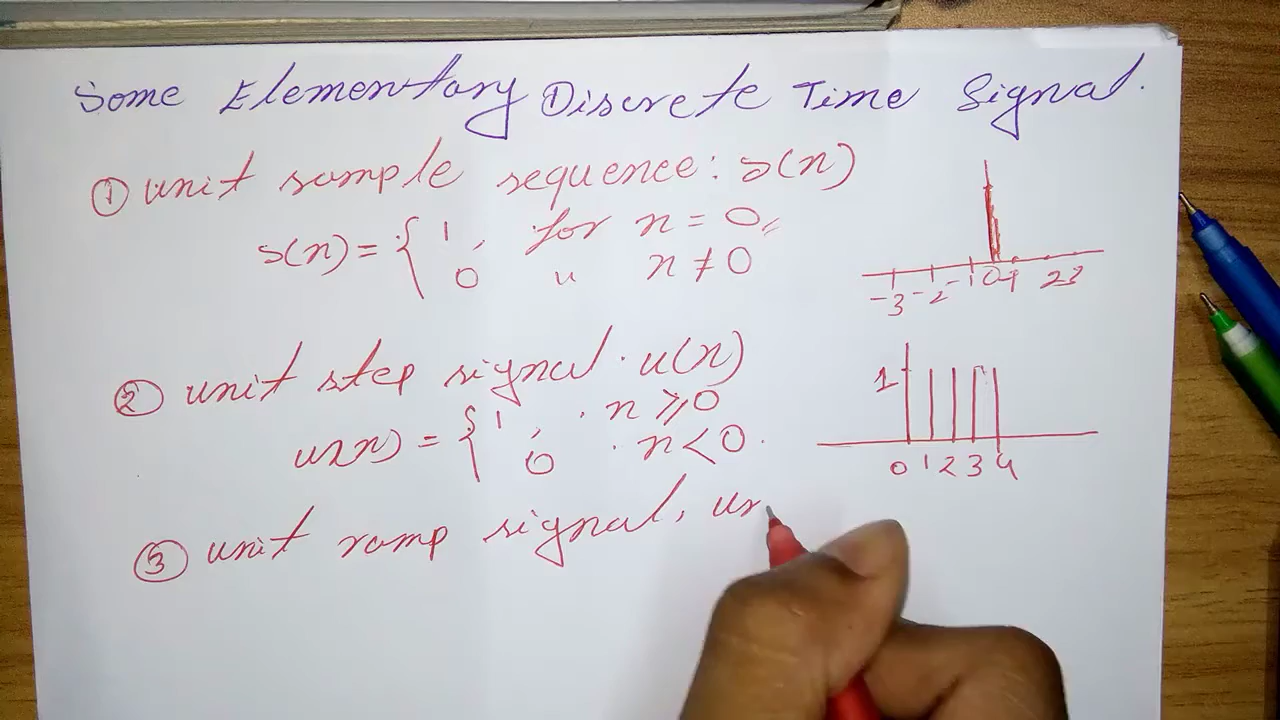 Some Elementary Discrete Time Signal.
① unit sample sequence: δ(n)
δ(n) = { 1, for n = 0,
0 " n ≠ 0
-3 -2 -1 0 1 2 3
② unit step signal. u(n)
u(n) = { 1, . n ≥ 0
0 . n < 0.
1
0 1 2 3 4
③ unit ramp signal, ur